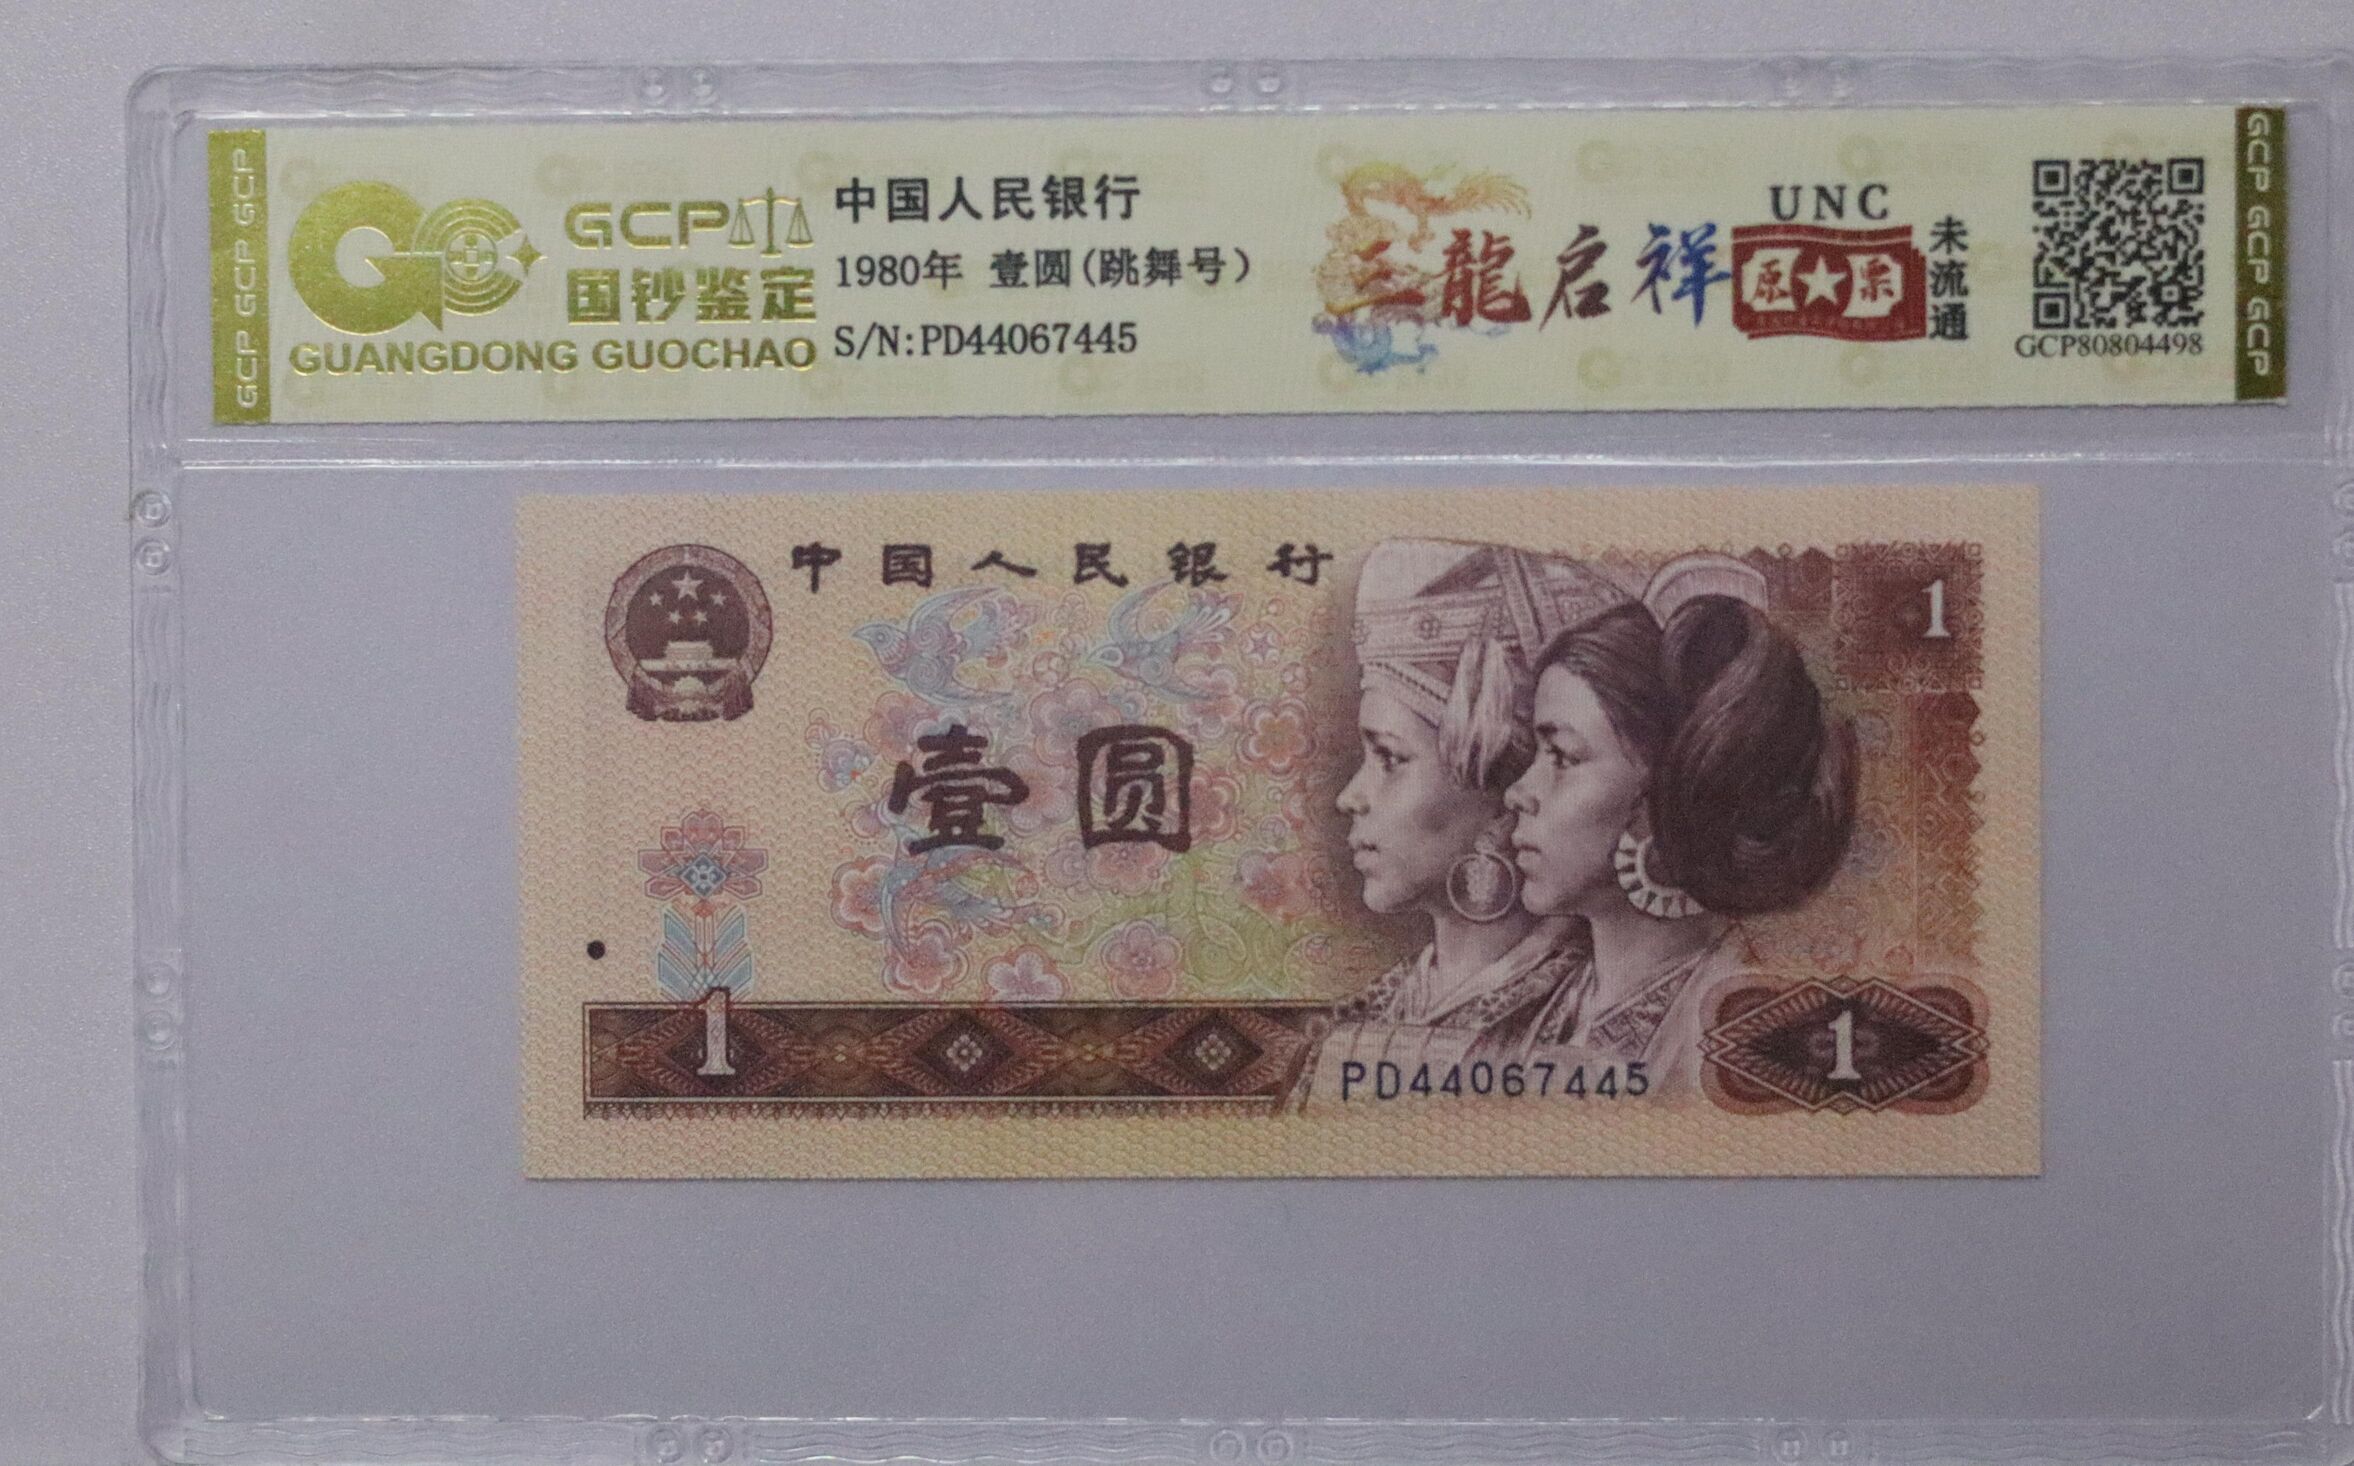 GCP GCP GCP
GCP
国钞鉴定
GUANGDONG GUOCHAO
中国人民银行
1980年 壹圆(跳舞号)
S/N:PD44067445
三龍启祥
UNC
原★票
未流通
GCP80804498
GCP GCP GCP
中国人民银行
1
壹圆
1
PD44067445
1